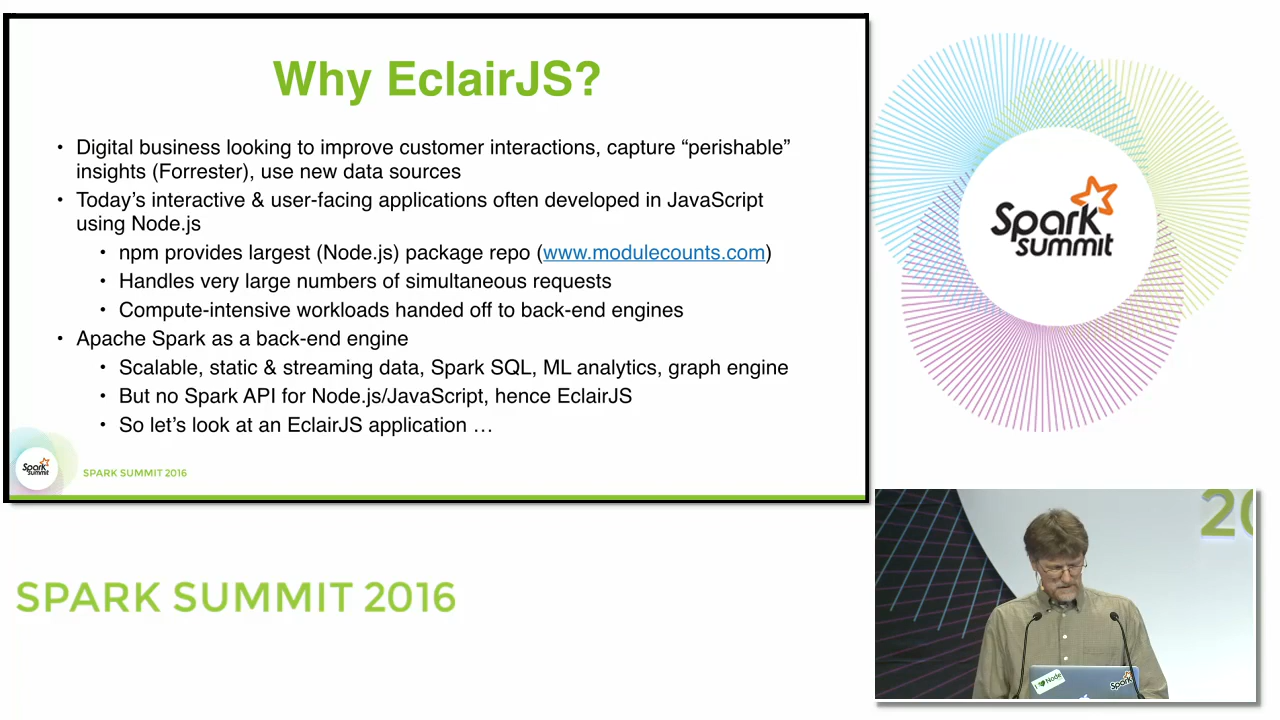 Why EclairJS?
• Digital business looking to improve customer interactions, capture “perishable”
insights (Forrester), use new data sources
• Today’s interactive & user-facing applications often developed in JavaScript
using Node.js
• npm provides largest (Node.js) package repo (www.modulecounts.com)
• Handles very large numbers of simultaneous requests
• Compute-intensive workloads handed off to back-end engines
• Apache Spark as a back-end engine
• Scalable, static & streaming data, Spark SQL, ML analytics, graph engine
• But no Spark API for Node.js/JavaScript, hence EclairJS
• So let’s look at an EclairJS application …
Spark
summit
SPARK SUMMIT 2016
Spark
summit
SPARK SUMMIT 2016
20
I Node
Spark